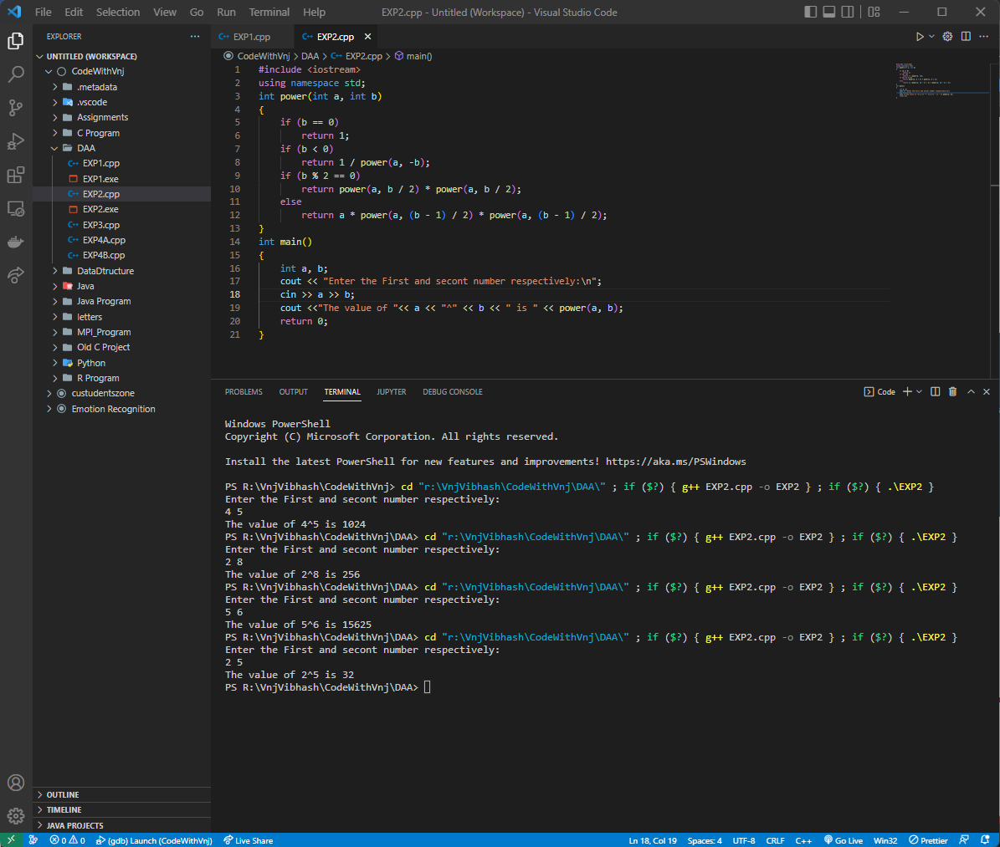 File Edit Selection View Go Run Terminal Help EXP2.cpp - Untitled (Workspace) - Visual Studio Code
EXPLORER
UNTITLED (WORKSPACE)
CodeWithVnj
.metadata
.vscode
Assignments
C Program
DAA
EXP1.cpp
EXP1.exe
EXP2.cpp
EXP2.exe
EXP3.cpp
EXP4A.cpp
EXP4B.cpp
DataDtructure
Java
Java Program
letters
MPI_Program
Old C Project
Python
R Program
custudentszone
Emotion Recognition
OUTLINE
TIMELINE
JAVA PROJECTS
EXP1.cpp EXP2.cpp
CodeWithVnj > DAA > EXP2.cpp > main()
1 #include <iostream>
2 using namespace std;
3 int power(int a, int b)
4 {
5 if (b == 0)
6 return 1;
7 if (b < 0)
8 return 1 / power(a, -b);
9 if (b % 2 == 0)
10 return power(a, b / 2) * power(a, b / 2);
11 else
12 return a * power(a, (b - 1) / 2) * power(a, (b - 1) / 2);
13 }
14 int main()
15 {
16 int a, b;
17 cout << "Enter the First and secont number respectively:\n";
18 cin >> a >> b;
19 cout <<"The value of "<< a << "^" << b << " is " << power(a, b);
20 return 0;
21 }
PROBLEMS OUTPUT TERMINAL JUPYTER DEBUG CONSOLE Code
Windows PowerShell
Copyright (C) Microsoft Corporation. All rights reserved.
Install the latest PowerShell for new features and improvements! https://aka.ms/PSWindows
PS R:\VnjVibhash\CodeWithVnj> cd "r:\VnjVibhash\CodeWithVnj\DAA\" ; if ($?) { g++ EXP2.cpp -o EXP2 } ; if ($?) { .\EXP2 }
Enter the First and secont number respectively:
4 5
The value of 4^5 is 1024
PS R:\VnjVibhash\CodeWithVnj\DAA> cd "r:\VnjVibhash\CodeWithVnj\DAA\" ; if ($?) { g++ EXP2.cpp -o EXP2 } ; if ($?) { .\EXP2 }
Enter the First and secont number respectively:
2 8
The value of 2^8 is 256
PS R:\VnjVibhash\CodeWithVnj\DAA> cd "r:\VnjVibhash\CodeWithVnj\DAA\" ; if ($?) { g++ EXP2.cpp -o EXP2 } ; if ($?) { .\EXP2 }
Enter the First and secont number respectively:
5 6
The value of 5^6 is 15625
PS R:\VnjVibhash\CodeWithVnj\DAA> cd "r:\VnjVibhash\CodeWithVnj\DAA\" ; if ($?) { g++ EXP2.cpp -o EXP2 } ; if ($?) { .\EXP2 }
Enter the First and secont number respectively:
2 5
The value of 2^5 is 32
PS R:\VnjVibhash\CodeWithVnj\DAA>
0 0 (gdb) Launch (CodeWithVnj) Live Share Ln 18, Col 19 Spaces: 4 UTF-8 CRLF C++ Go Live Win32 Prettier